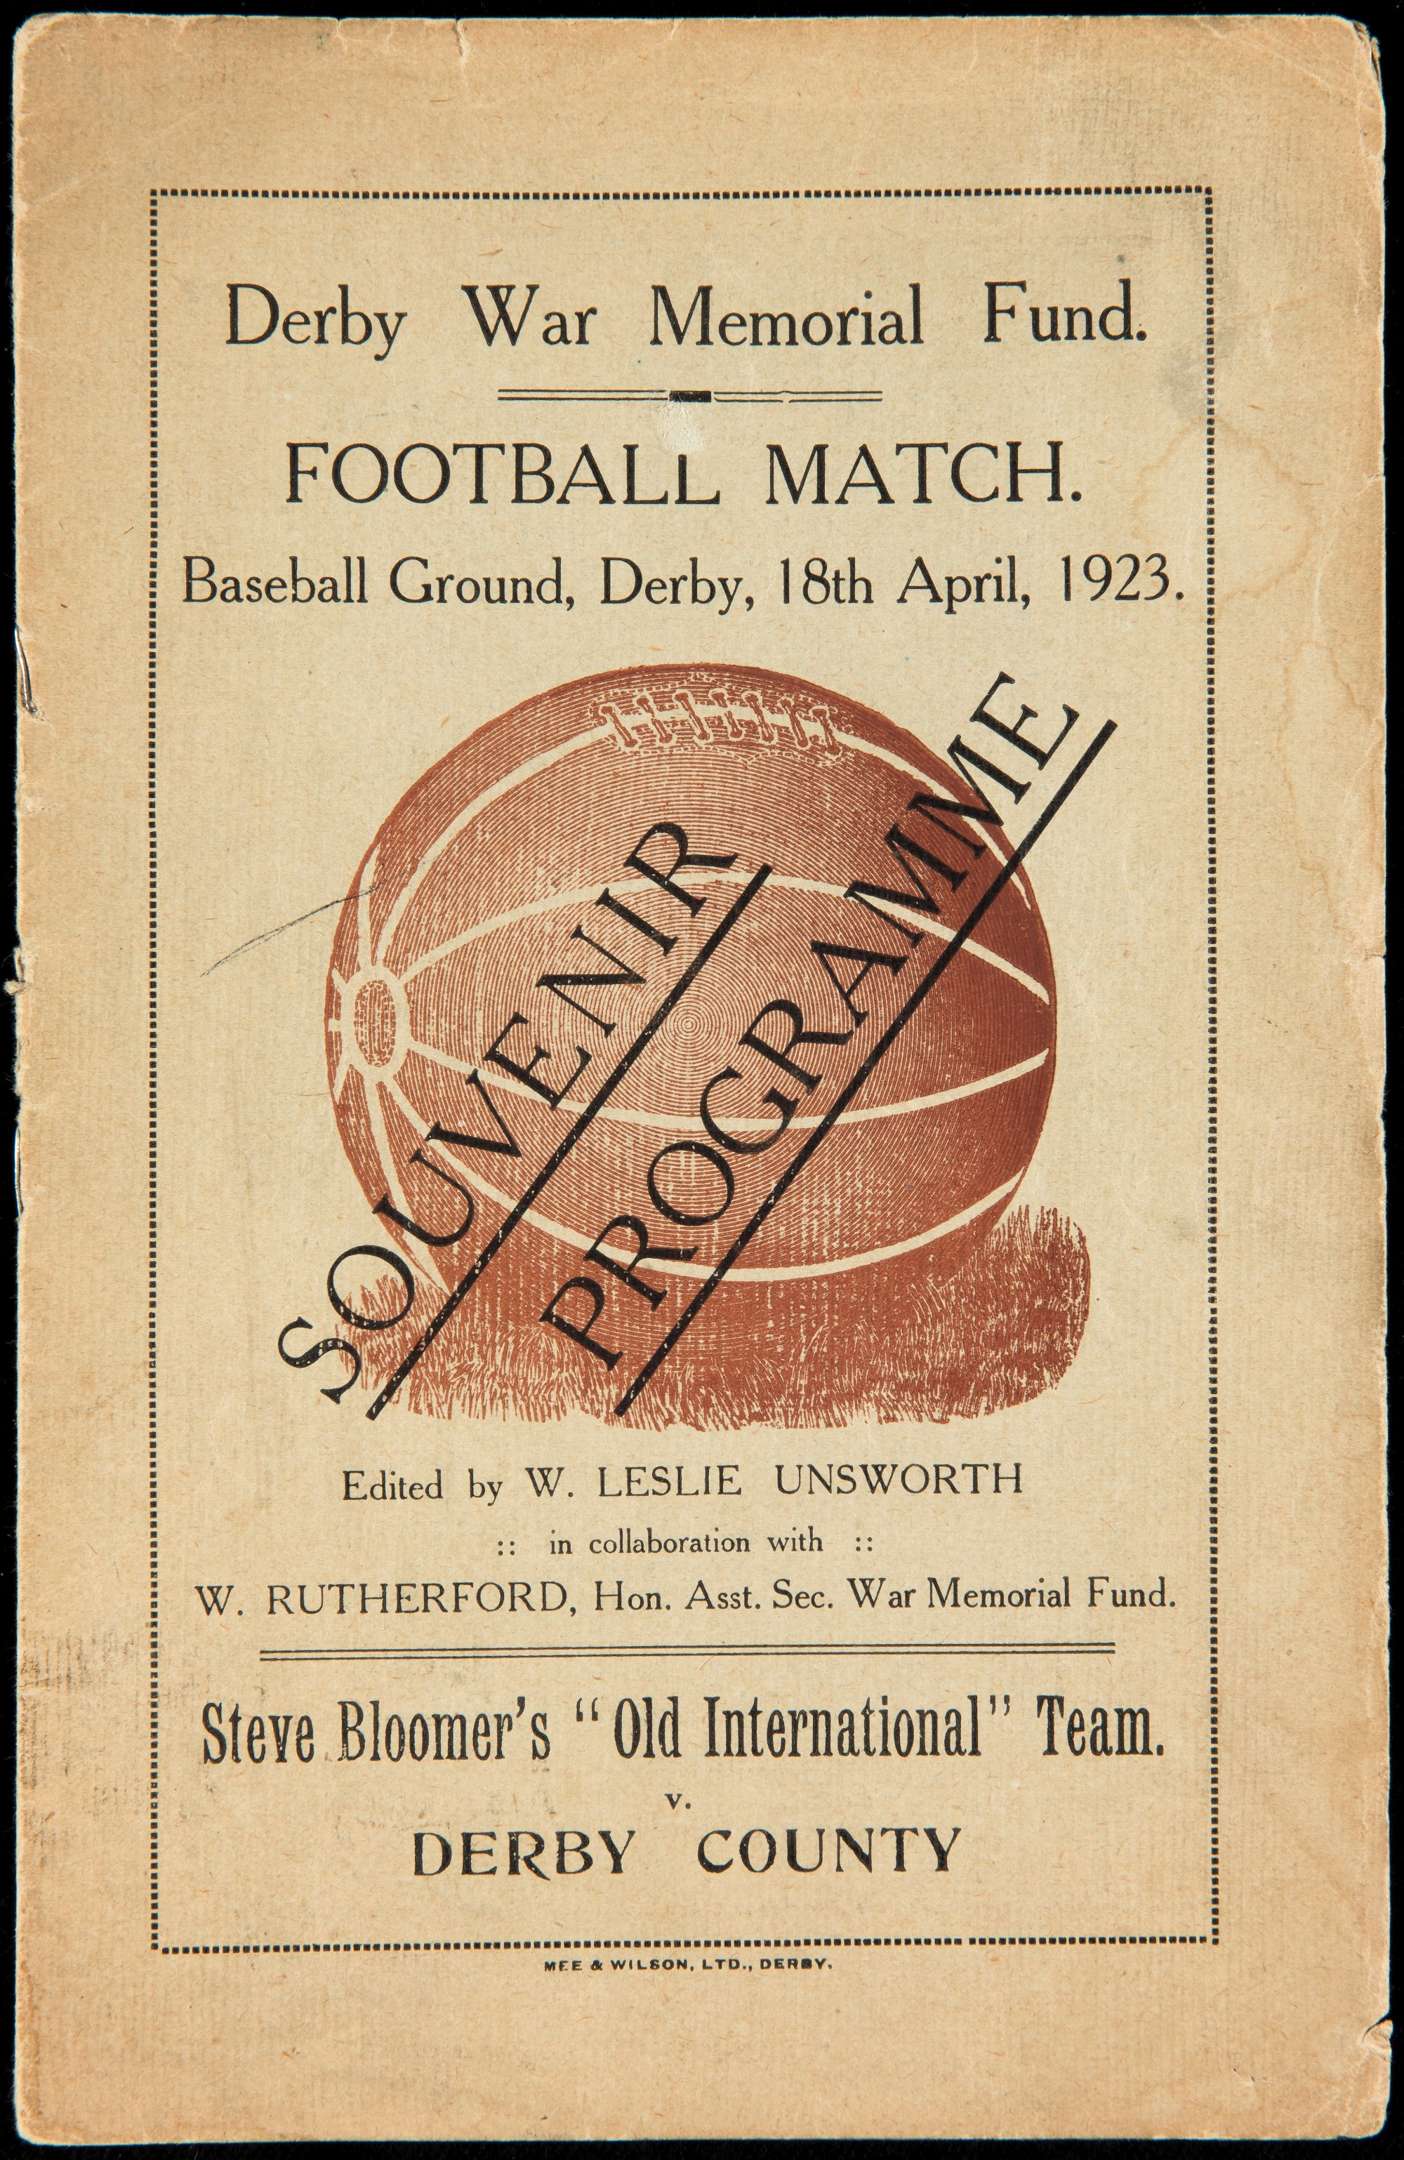 Derby War Memorial Fund.
FOOTBALL MATCH.
Baseball Ground, Derby, 18th April, 1923.
SOUVENIR
PROGRAMME
Edited by W. LESLIE UNSWORTH
:: in collaboration with ::
W. RUTHERFORD, Hon. Asst. Sec. War Memorial Fund.
Steve Bloomer's "Old International" Team.
v.
DERBY COUNTY
MEE & WILSON, LTD., DERBY.